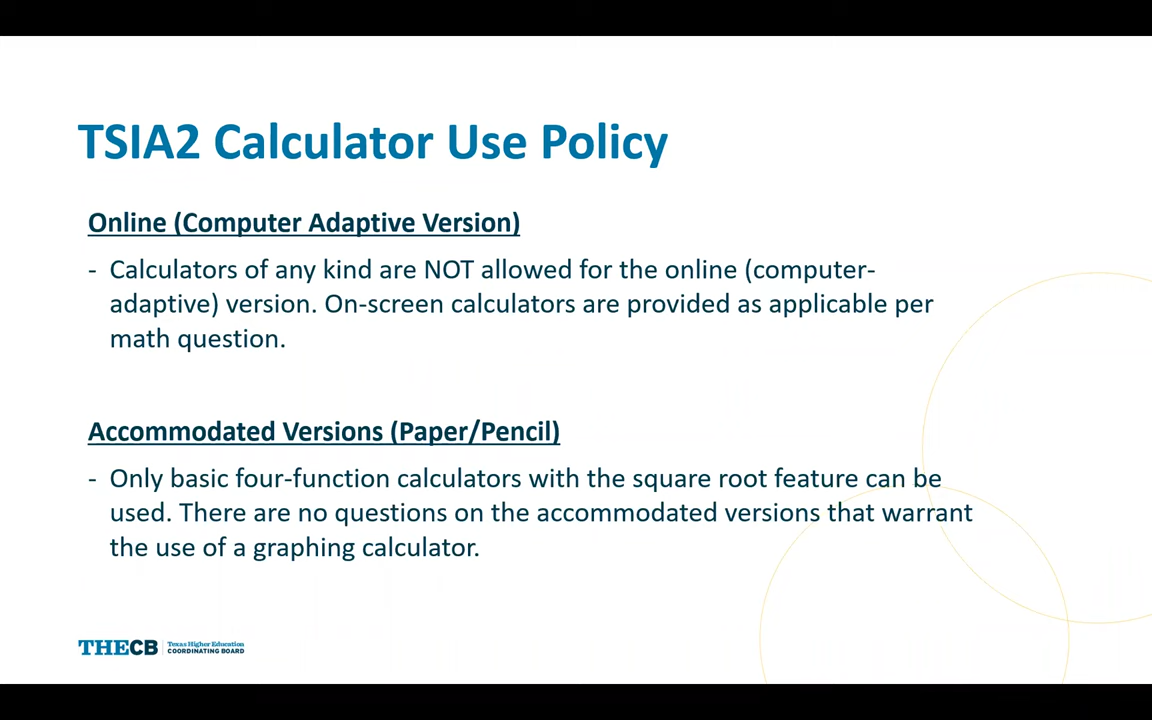 TSIA2 Calculator Use Policy
Online (Computer Adaptive Version)
- Calculators of any kind are NOT allowed for the online (computer-
adaptive) version. On-screen calculators are provided as applicable per
math question.
Accommodated Versions (Paper/Pencil)
- Only basic four-function calculators with the square root feature can be
used. There are no questions on the accommodated versions that warrant
the use of a graphing calculator.
THECB
Texas Higher Education
COORDINATING BOARD